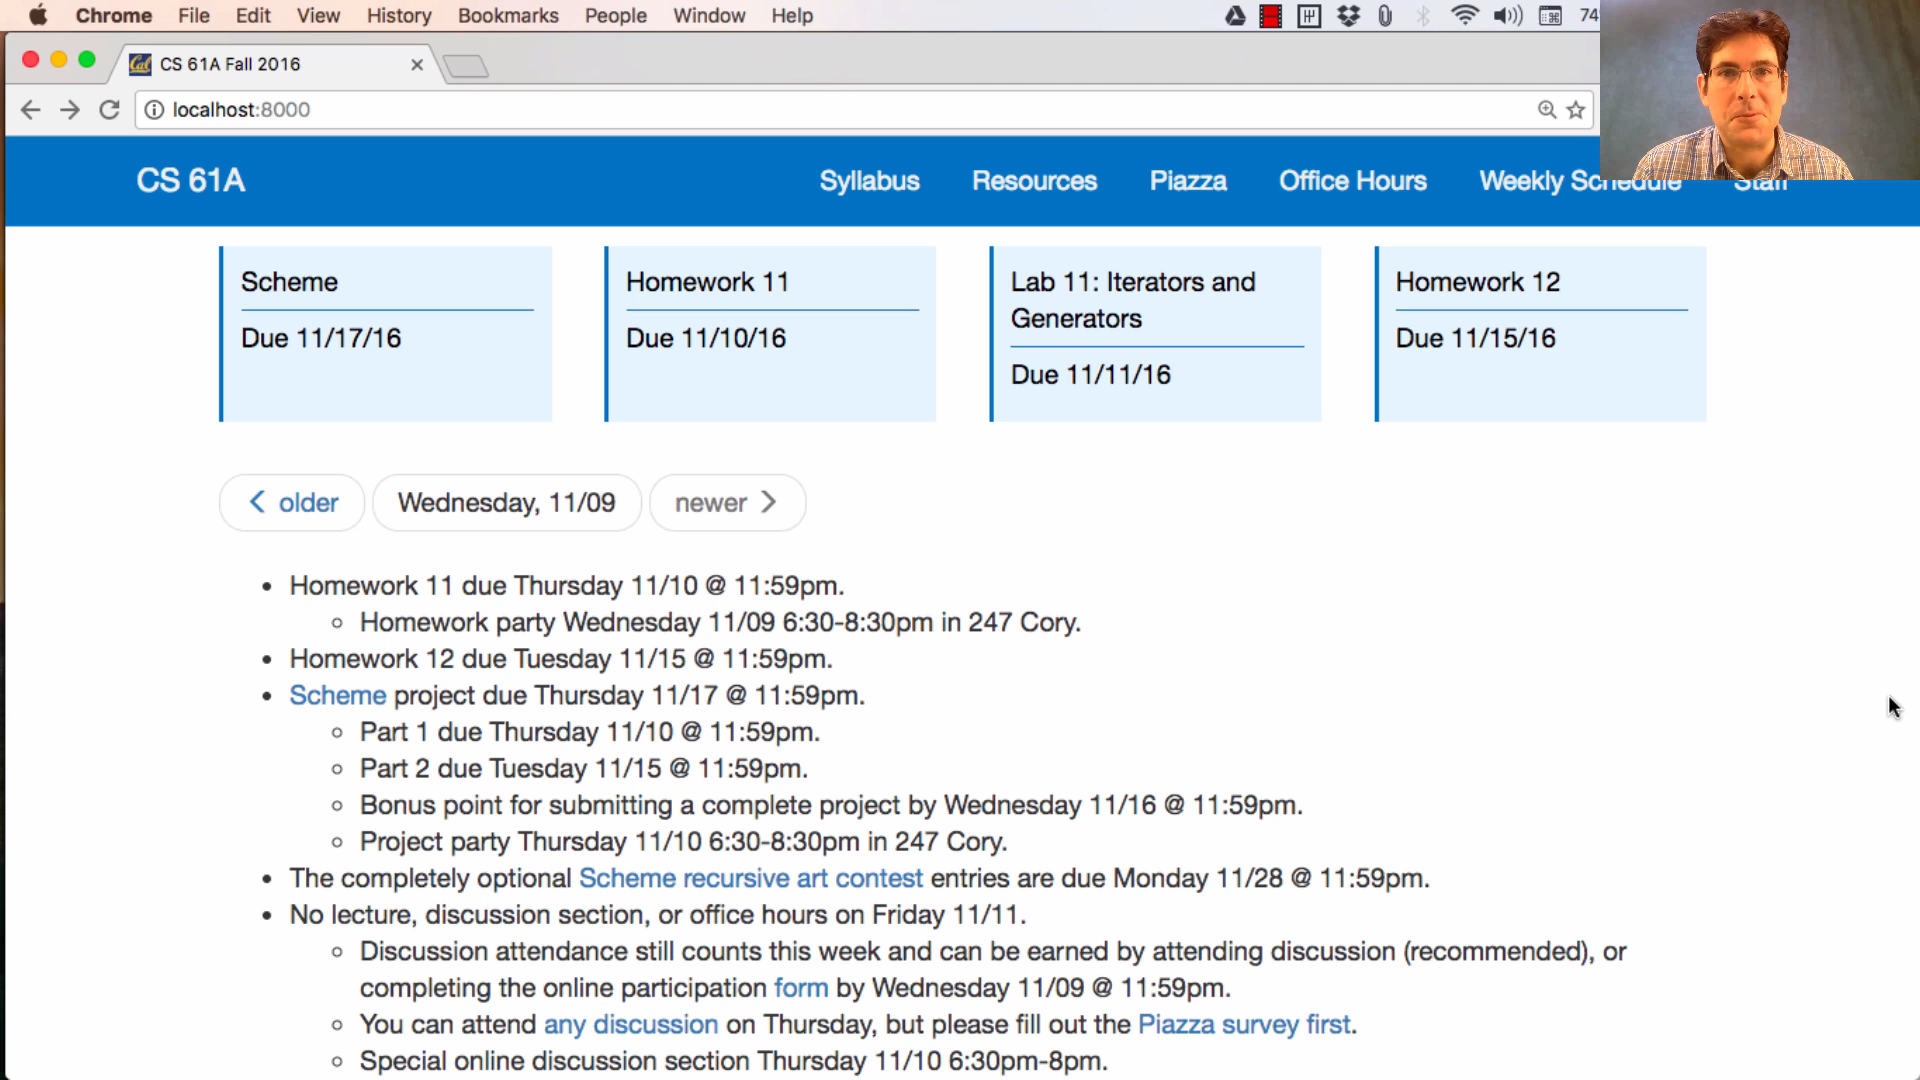 Chrome File Edit View History Bookmarks People Window Help
CS 61A Fall 2016
localhost:8000
CS 61A Syllabus Resources Piazza Office Hours Weekly Schedule Staff
Scheme
Due 11/17/16
Homework 11
Due 11/10/16
Lab 11: Iterators and
Generators
Due 11/11/16
Homework 12
Due 11/15/16
older Wednesday, 11/09 newer
Homework 11 due Thursday 11/10 @ 11:59pm.
Homework party Wednesday 11/09 6:30-8:30pm in 247 Cory.
Homework 12 due Tuesday 11/15 @ 11:59pm.
Scheme project due Thursday 11/17 @ 11:59pm.
Part 1 due Thursday 11/10 @ 11:59pm.
Part 2 due Tuesday 11/15 @ 11:59pm.
Bonus point for submitting a complete project by Wednesday 11/16 @ 11:59pm.
Project party Thursday 11/10 6:30-8:30pm in 247 Cory.
The completely optional Scheme recursive art contest entries are due Monday 11/28 @ 11:59pm.
No lecture, discussion section, or office hours on Friday 11/11.
Discussion attendance still counts this week and can be earned by attending discussion (recommended), or
completing the online participation form by Wednesday 11/09 @ 11:59pm.
You can attend any discussion on Thursday, but please fill out the Piazza survey first.
Special online discussion section Thursday 11/10 6:30pm-8pm.